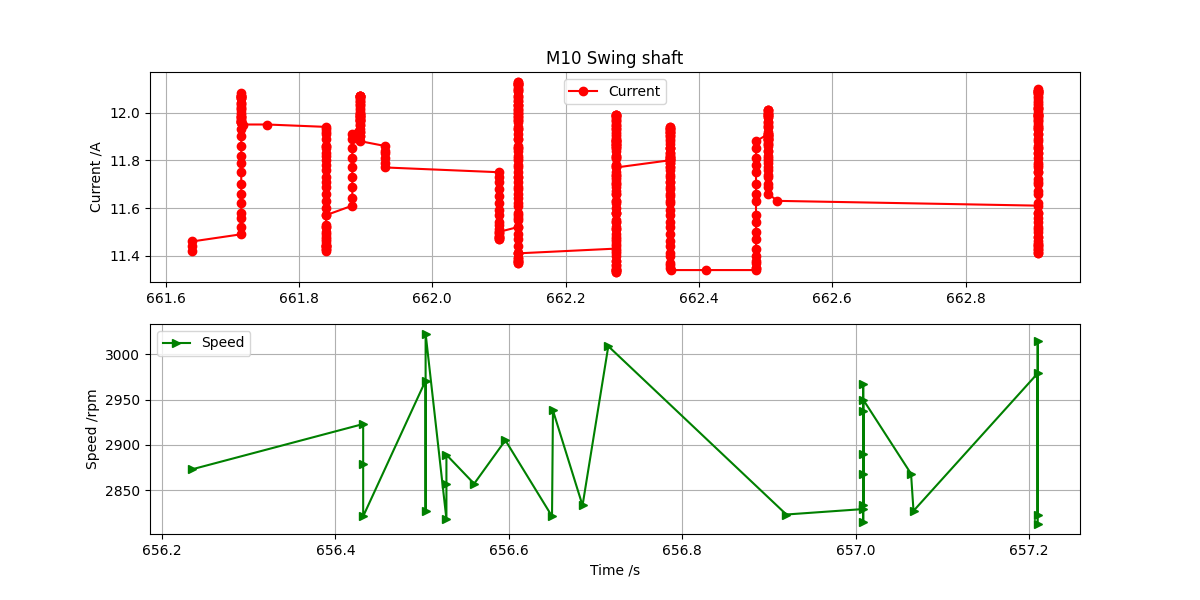 M10 Swing shaft
Current /A
12.0
11.8
11.6
11.4
Current
661.6 661.8 662.0 662.2 662.4 662.6 662.8
Speed /rpm
3000
2950
2900
2850
Speed
656.2 656.4 656.6 656.8 657.0 657.2
Time /s